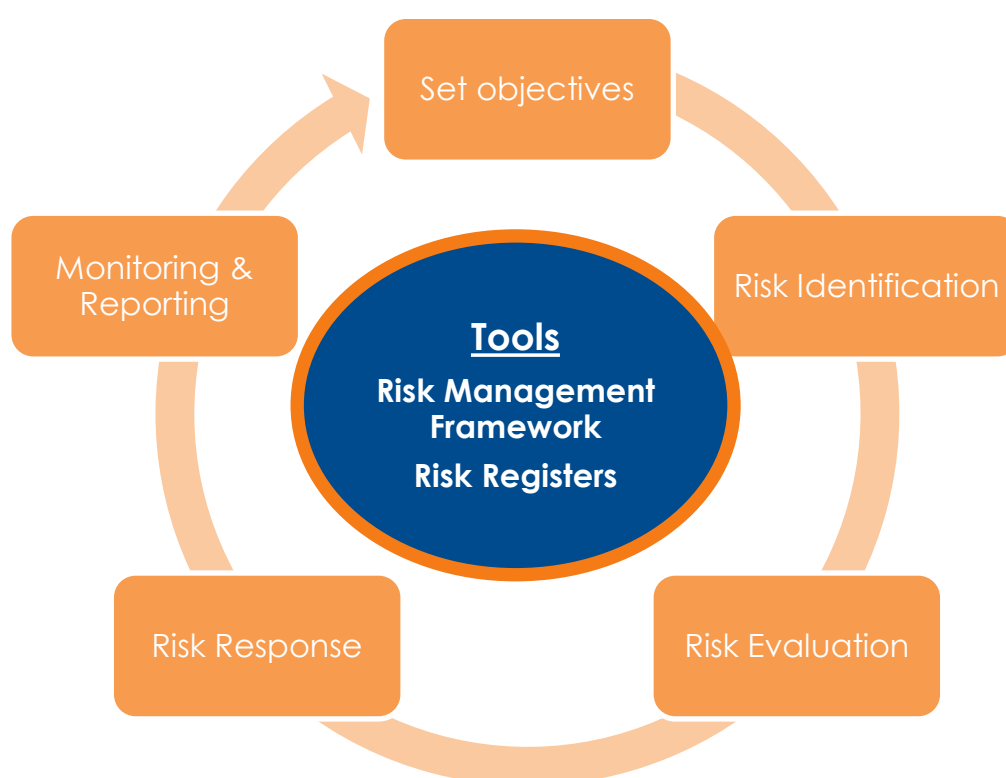 Set objectives
Risk Identification
Risk Evaluation
Risk Response
Monitoring &
Reporting
Tools
Risk Management
Framework
Risk Registers